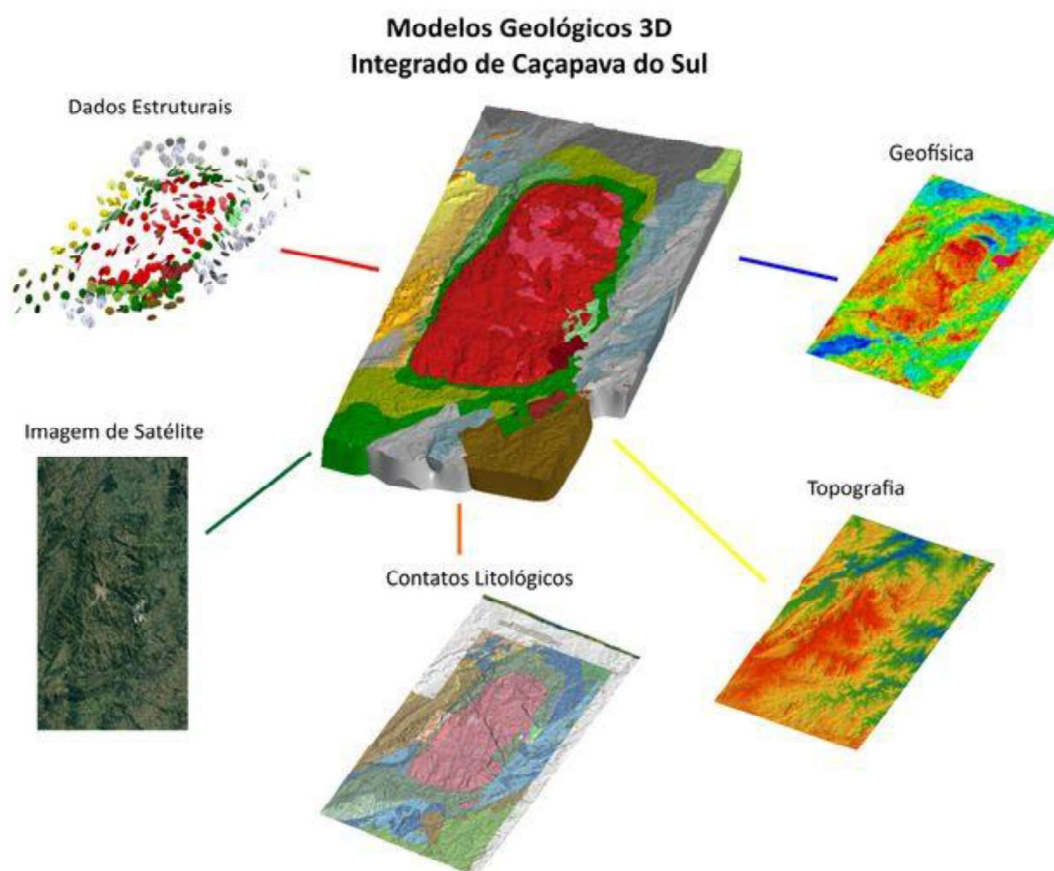 Modelos Geológicos 3D
Integrado de Caçapava do Sul
Dados Estruturais
Geofísica
Imagem de Satélite
Topografia
Contatos Litológicos